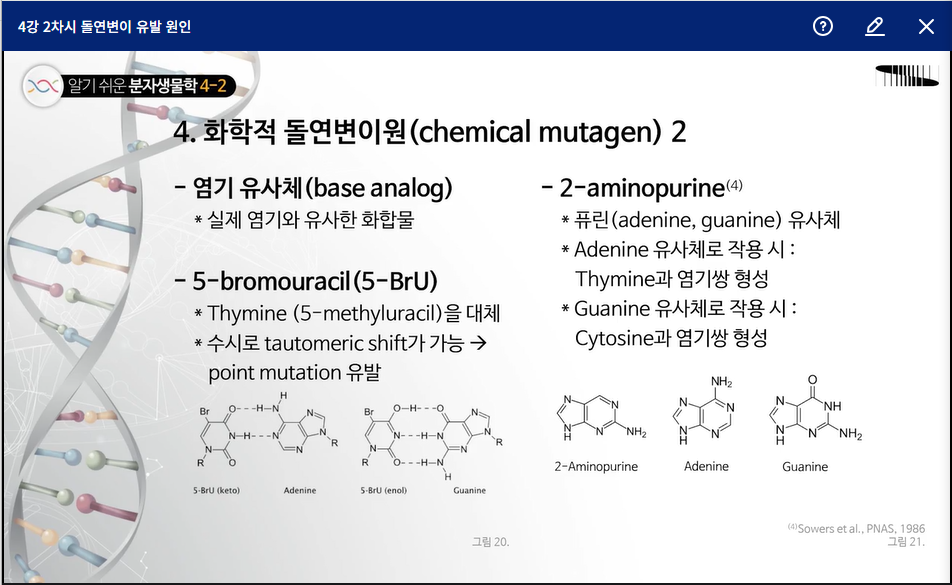 4강 2차시 돌연변이 유발 원인
알기 쉬운 분자생물학 4-2
4. 화학적 돌연변이원(chemical mutagen) 2
- 염기 유사체(base analog)
* 실제 염기와 유사한 화합물
- 5-bromouracil(5-BrU)
* Thymine (5-methyluracil)을 대체
* 수시로 tautomeric shift가 가능 →
point mutation 유발
Br O H N H N N
N H N N R
R N O N
5-BrU (keto) Adenine
Br O H O N
N H N N R
R N O H N N
H
5-BrU (enol) Guanine
그림 20.
- 2-aminopurine(4)
* 퓨린(adenine, guanine) 유사체
* Adenine 유사체로 작용 시 :
Thymine과 염기쌍 형성
* Guanine 유사체로 작용 시 :
Cytosine과 염기쌍 형성
N N
N H N NH2
2-Aminopurine
NH2
N N
N H N
Adenine
O
N NH
N H N NH2
Guanine
(4)Sowers et al., PNAS, 1986
그림 21.